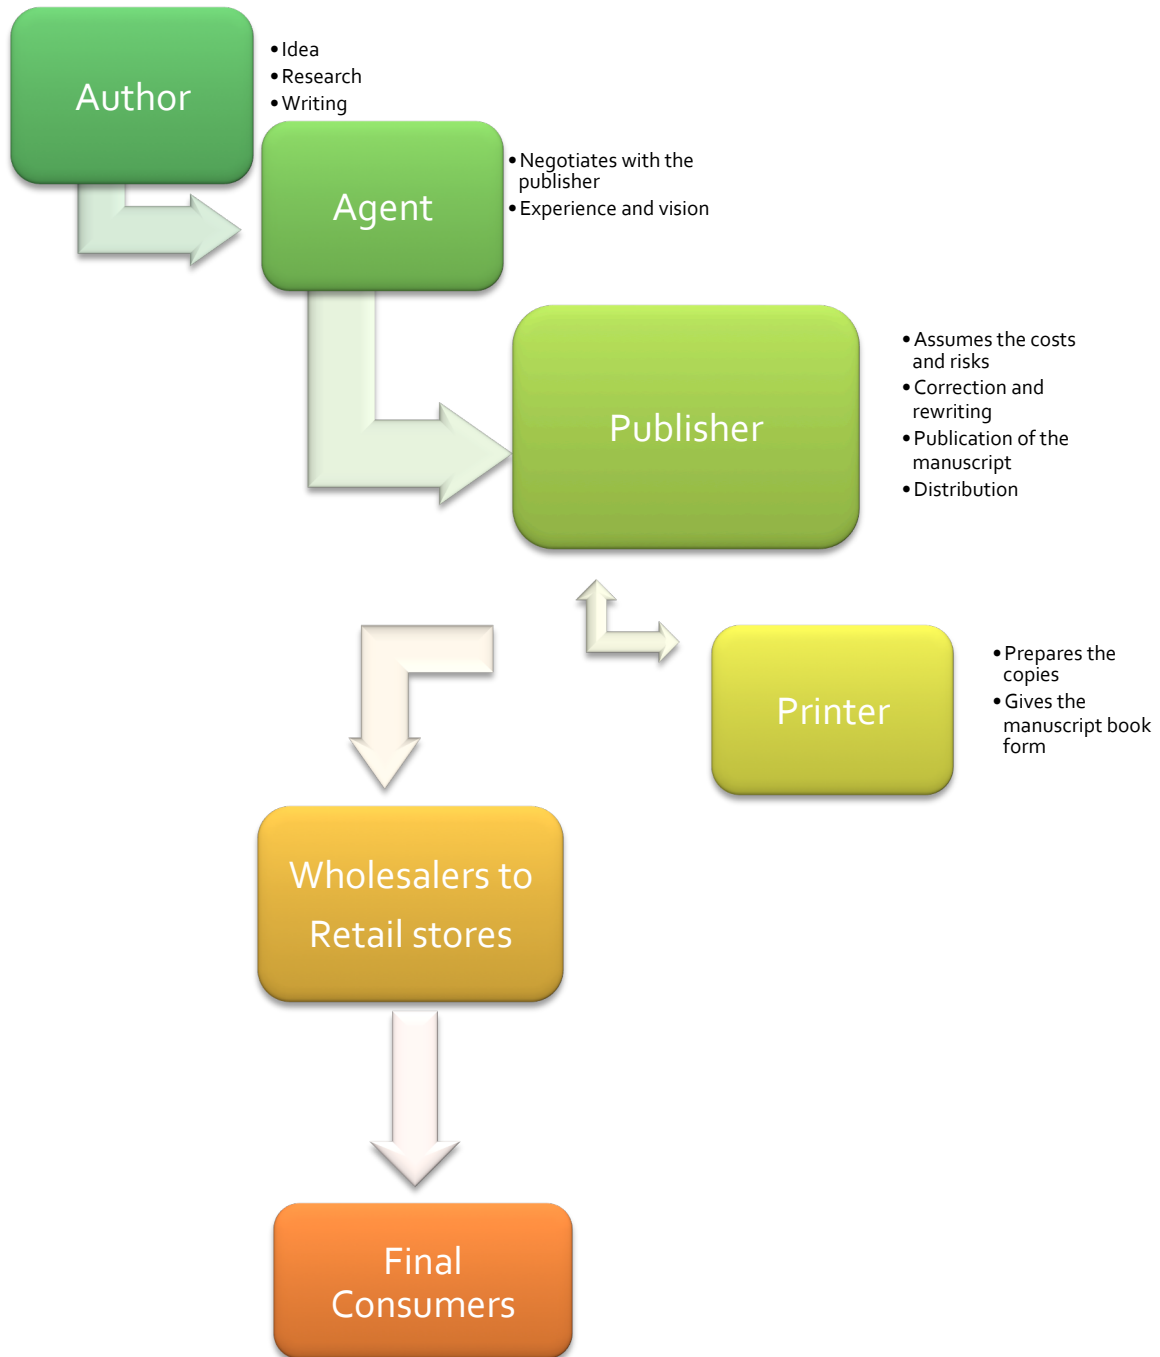 Author
• Idea
• Research
• Writing
Agent
• Negotiates with the
publisher
• Experience and vision
Publisher
• Assumes the costs
and risks
• Correction and
rewriting
• Publication of the
manuscript
• Distribution
Printer
• Prepares the
copies
• Gives the
manuscript book
form
Wholesalers to
Retail stores
Final
Consumers